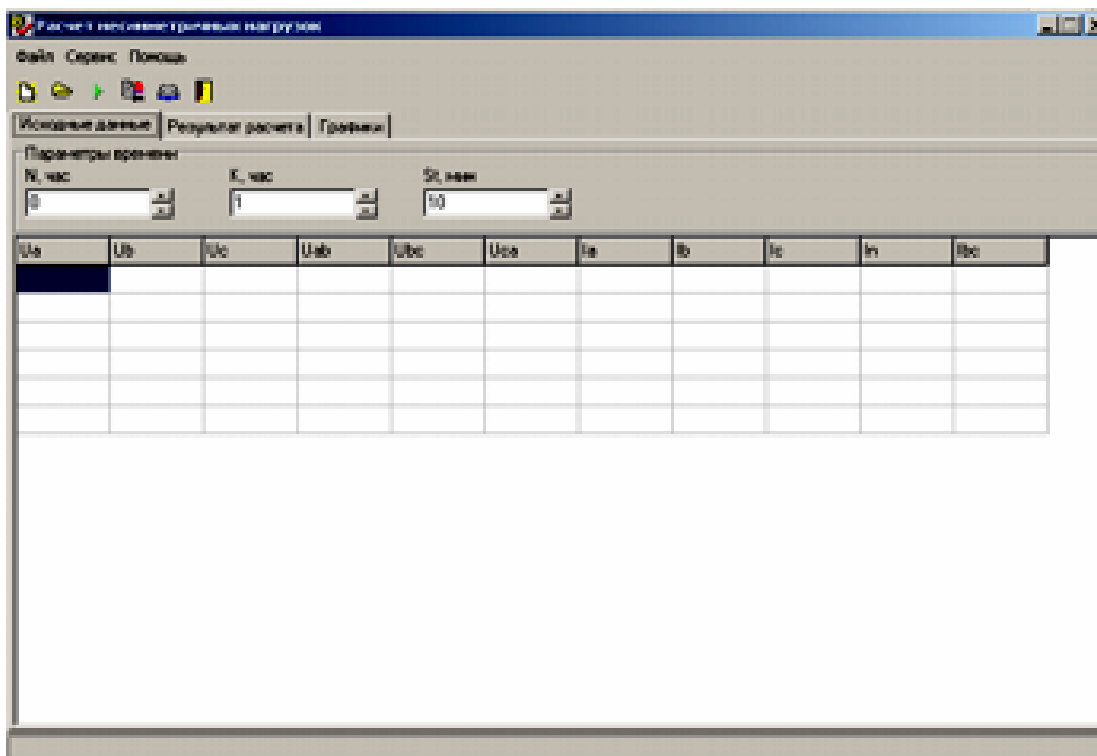 Расчет несимметричных нагрузок
Файл Сервис Помощь
Исходные данные Результат расчета Графики
Параметры времени
N, час K, час St, мин
0 1 10
Ua Ub Uc Uab Ubc Uca Ia Ib Ic In Ibc